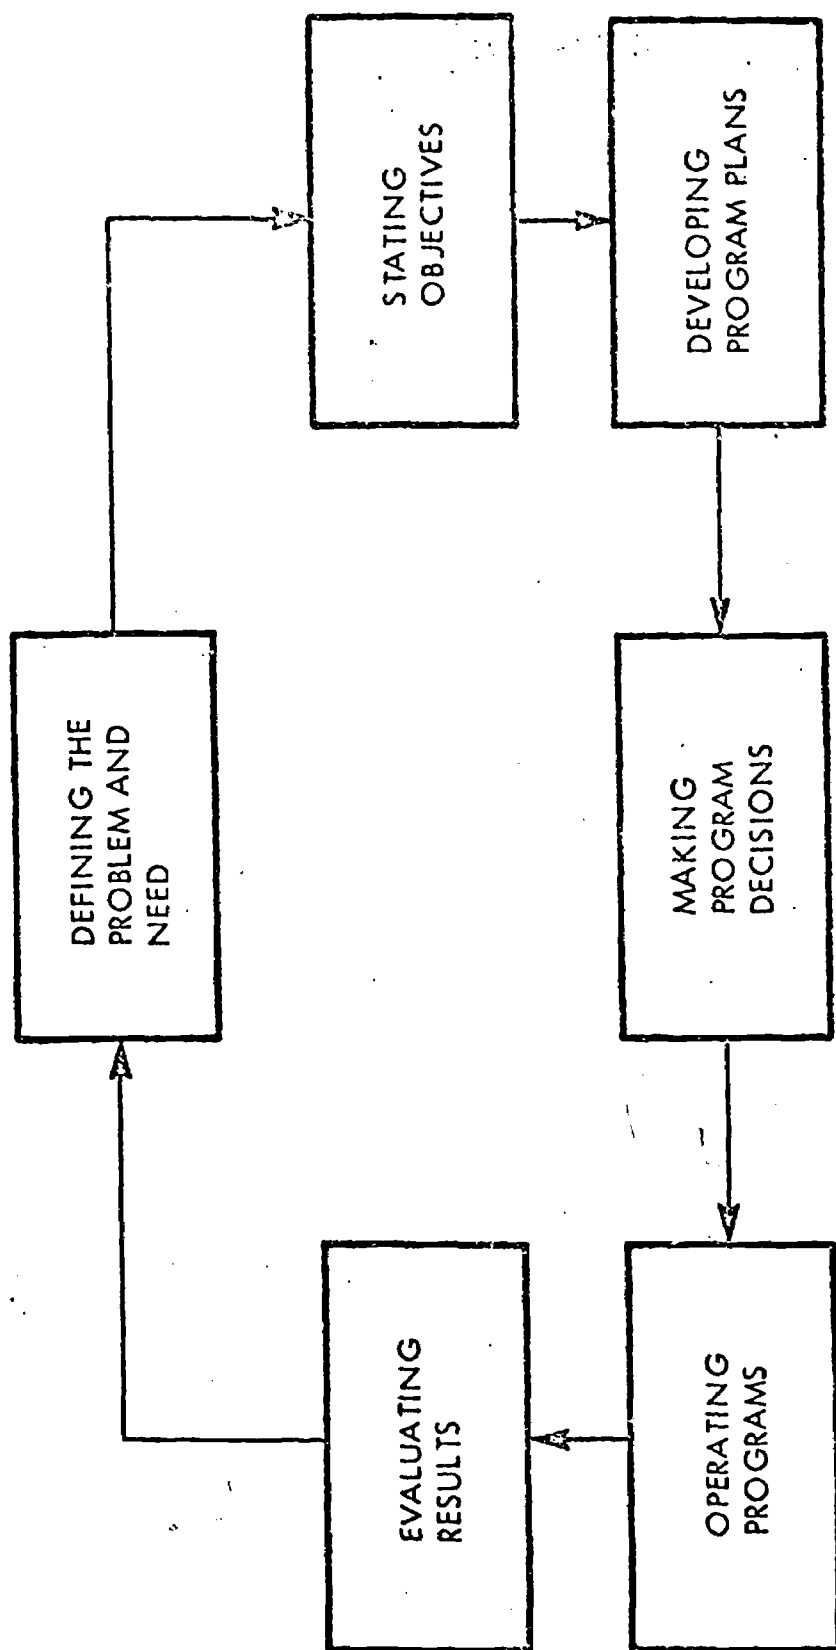 DEFINING THE
PROBLEM AND
NEED
STATING
OBJECTIVES
DEVELOPING
PROGRAM PLANS
MAKING
PROGRAM
DECISIONS
OPERATING
PROGRAMS
EVALUATING
RESULTS